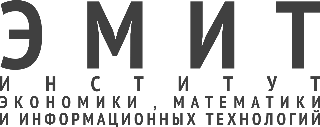 ЭМИТ
ИНСТИТУТ
ЭКОНОМИКИ , МАТЕМАТИКИ
И ИНФОРМАЦИОННЫХ ТЕХНОЛОГИЙ